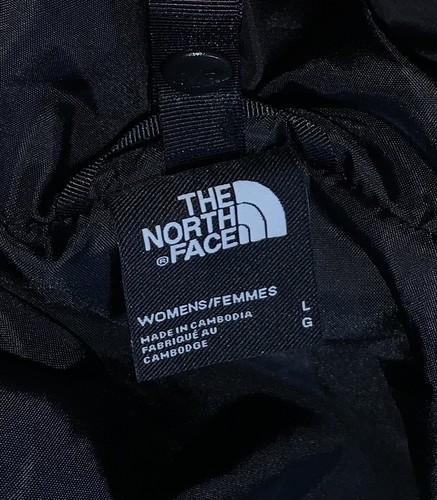 THE
NORTH
®FACE
WOMENS/FEMMES
MADE IN CAMBODIA
FABRIQUÉ AU
CAMBODGE
L
G